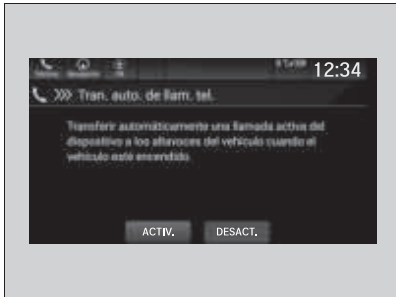 12:34
Tran. auto. de llam. tel.
Transferir automáticamente una llamada activa del
dispositivo a los altavoces del vehículo cuando el
vehículo esté encendido.
ACTIV. DESACT.